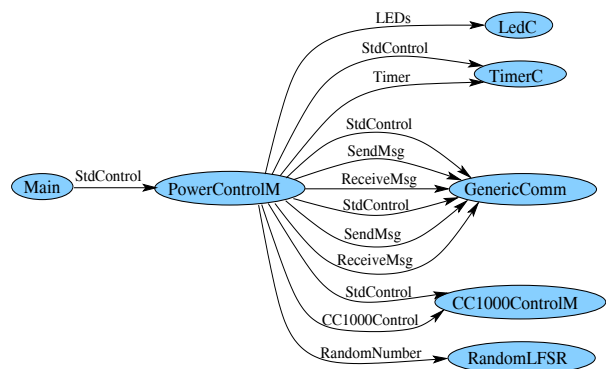 LEDs
LedC
StdControl
TimerC
Timer
StdControl
SendMsg
StdControl
ReceiveMsg
Main
PowerControlM
GenericComm
StdControl
SendMsg
ReceiveMsg
StdControl
CC1000ControlM
CC1000Control
RandomNumber
RandomLFSR